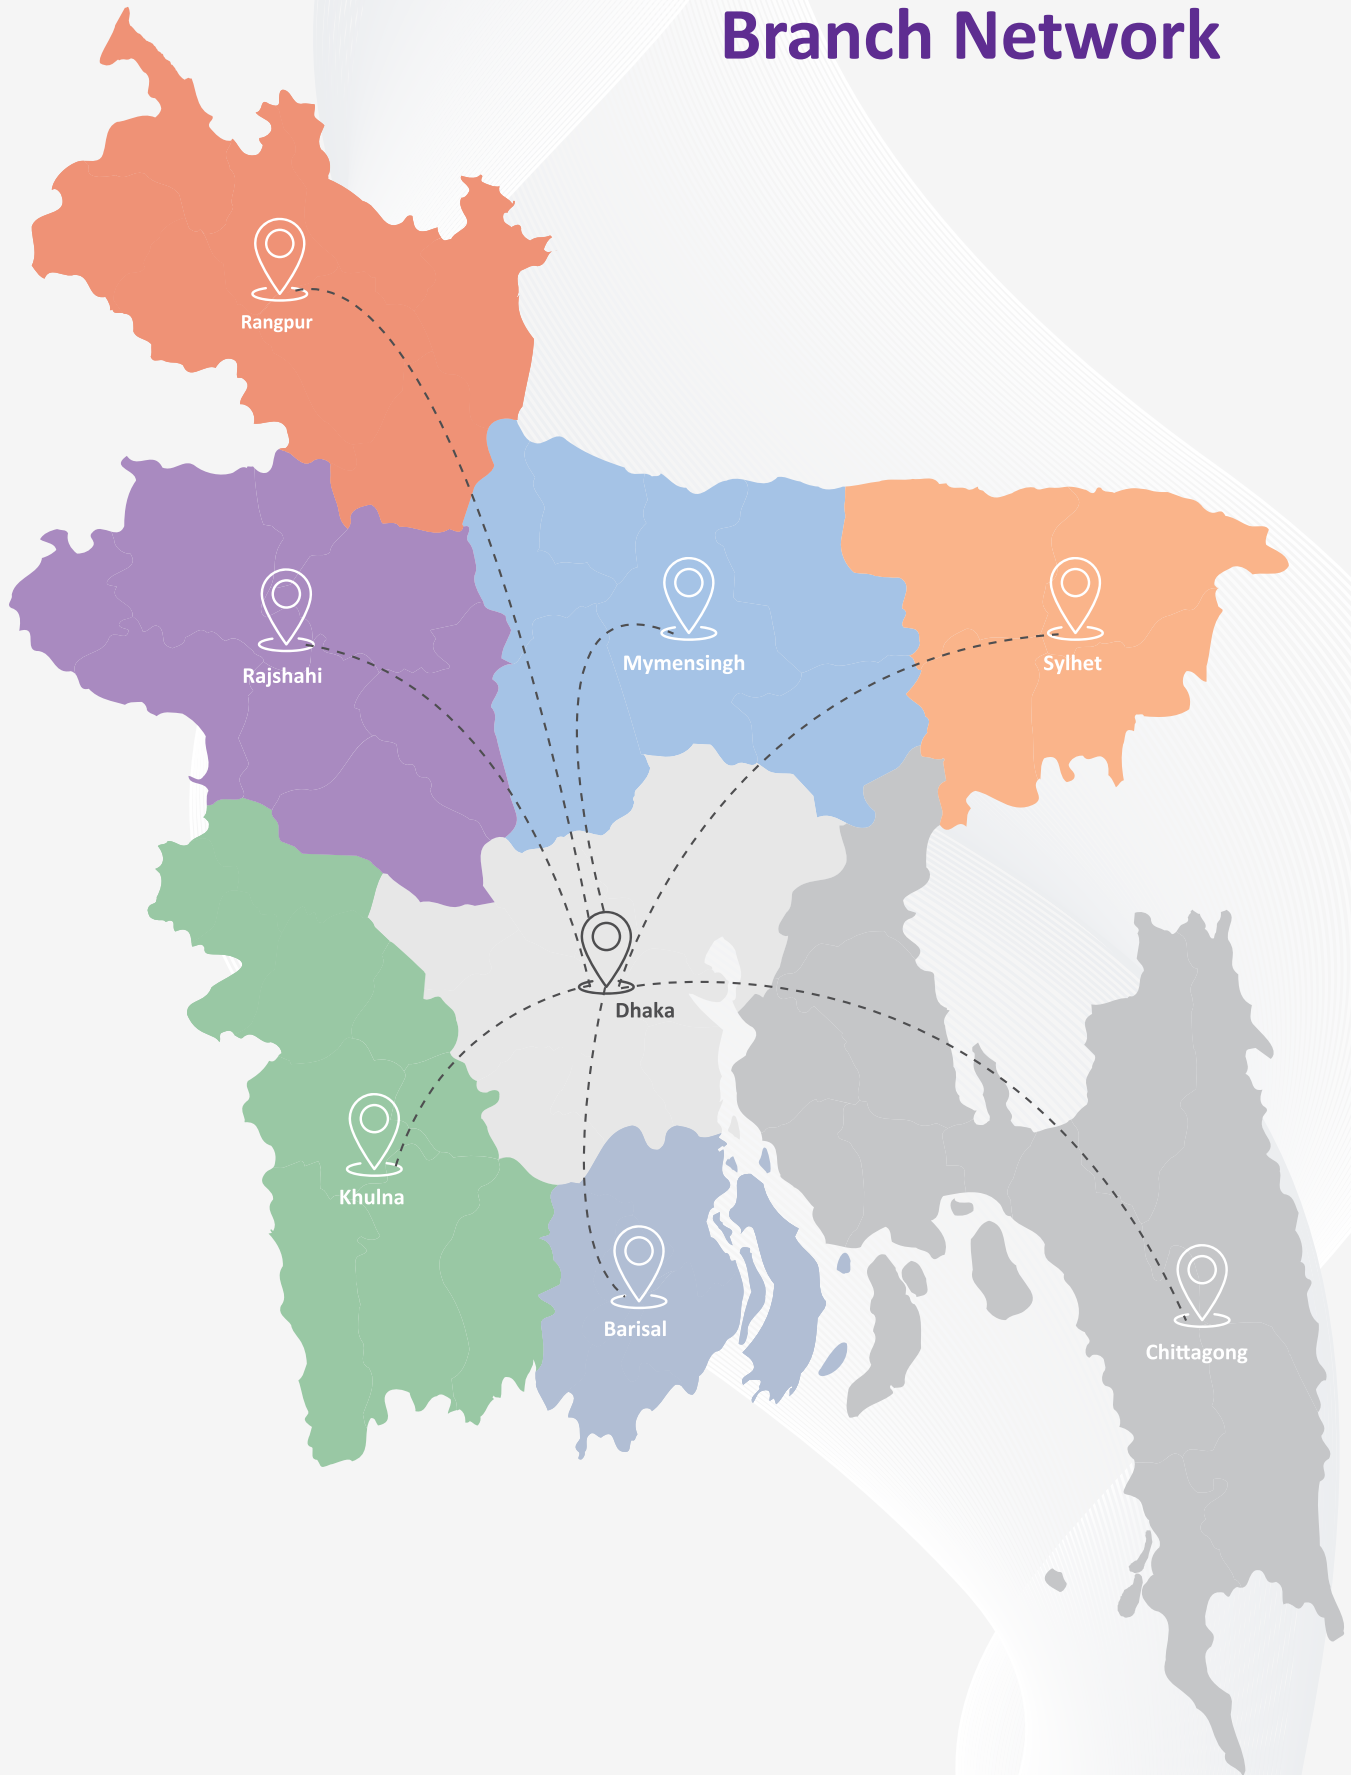 Branch Network
Rangpur
Rajshahi
Mymensingh
Sylhet
Dhaka
Khulna
Barisal
Chittagong